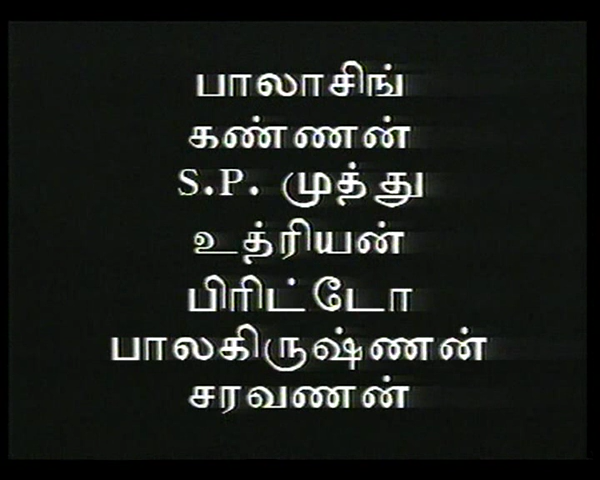 பாலாசிங்
கண்ணன்
S.P. முத்து
உத்ரியன்
பிரிட்டோ
பாலகிருஷ்ணன்
சரவணன்